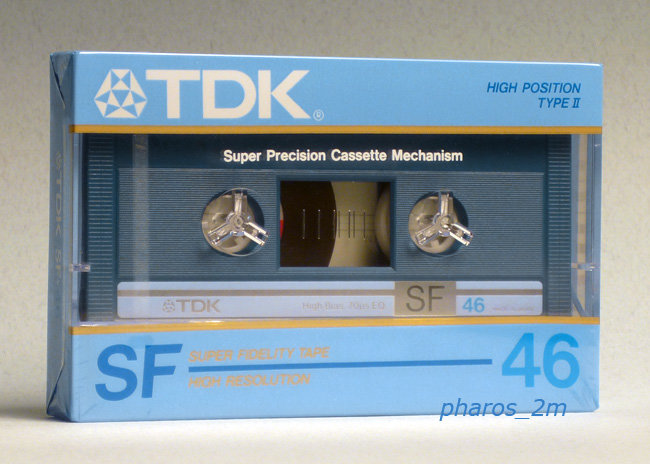 TDK
HIGH POSITION
TYPE II
Super Precision Cassette Mechanism
TDK
High Bias 70µs EQ
SF
46
SF
SUPER FIDELITY TAPE
HIGH RESOLUTION
46
pharos_2m